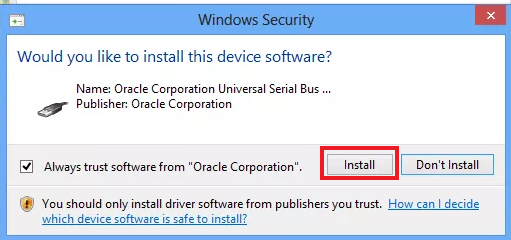 Windows Security
Would you like to install this device software?
Name: Oracle Corporation Universal Serial Bus ...
Publisher: Oracle Corporation
Always trust software from "Oracle Corporation".
Install
Don't Install
You should only install driver software from publishers you trust. How can I decide
which device software is safe to install?